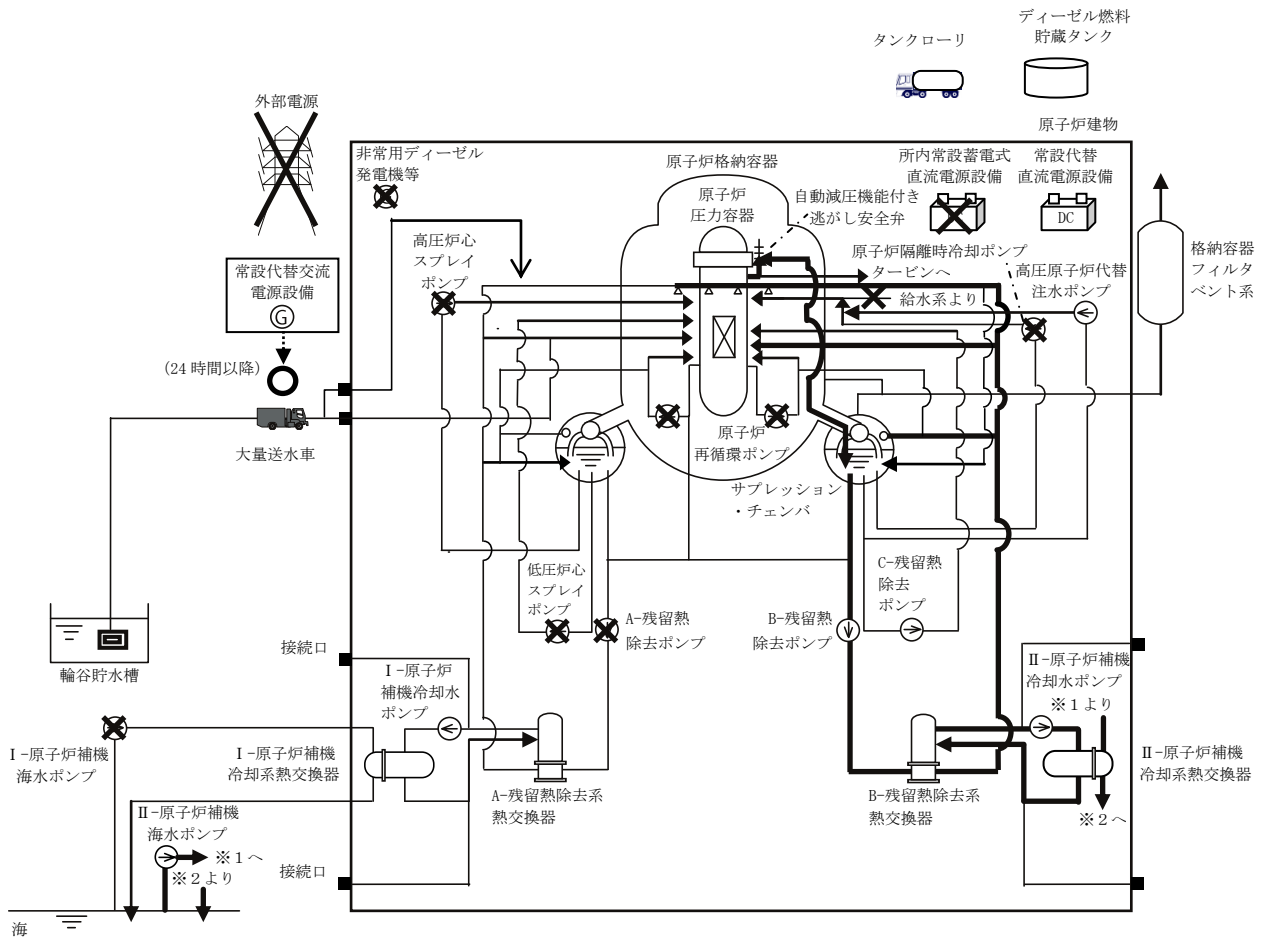 ディーゼル燃料
貯蔵タンク
タンクローリ
外部電源
原子炉建物
非常用ディーゼル
発電機等
原子炉格納容器
所内常設蓄電式
直流電源設備
常設代替
直流電源設備
DC
原子炉
圧力容器
自動減圧機能付き
逃がし安全弁
高圧炉心
スプレイ
ポンプ
原子炉隔離時冷却ポンプ
タービンへ
高圧原子炉代替
注水ポンプ
給水系より
格納容器
フィルタ
ベント系
常設代替交流
電源設備
G
(24時間以降)
大量送水車
原子炉
再循環ポンプ
サプレッション
・チェンバ
低圧炉心
スプレイ
ポンプ
A-残留熱
除去ポンプ
B-残留熱
除去ポンプ
C-残留熱
除去
ポンプ
輪谷貯水槽
接続口
Ⅰ-原子炉
補機冷却水
ポンプ
Ⅱ-原子炉補機
冷却水ポンプ
※1より
Ⅰ-原子炉補機
海水ポンプ
Ⅰ-原子炉補機
冷却系熱交換器
Ⅱ-原子炉補機
冷却系熱交換器
A-残留熱除去系
熱交換器
B-残留熱除去系
熱交換器
※2へ
Ⅱ-原子炉補機
海水ポンプ
※1へ
※2より
接続口
海